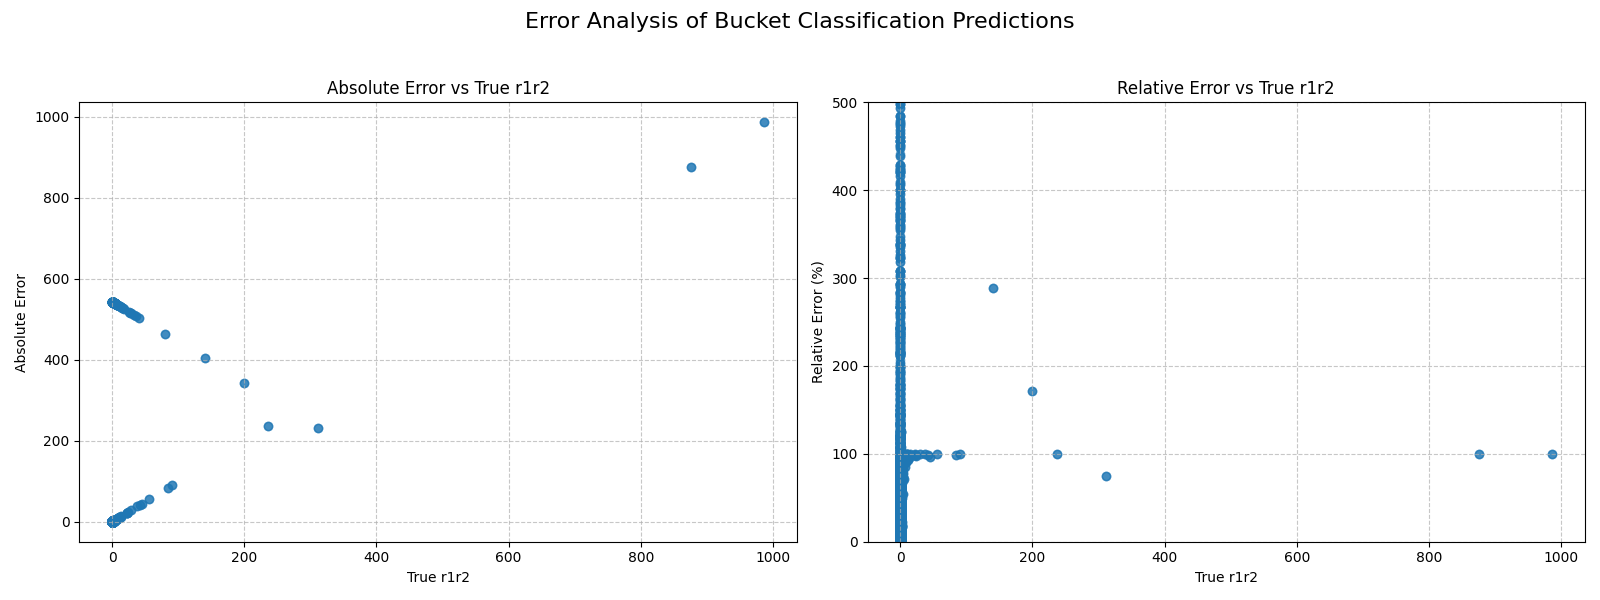 Error Analysis of Bucket Classification Predictions
Absolute Error vs True r1r2
1000
800
600
400
200
0
Absolute Error
0 200 400 600 800 1000
True r1r2
Relative Error vs True r1r2
500
400
300
200
100
0
Relative Error (%)
0 200 400 600 800 1000
True r1r2